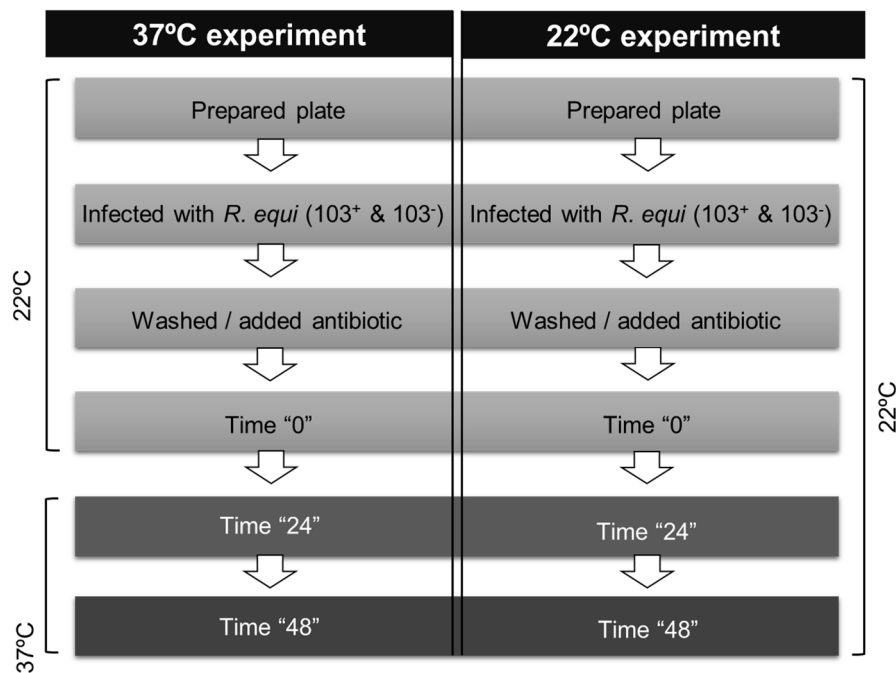 37ºC experiment
22ºC experiment
Prepared plate
Prepared plate
Infected with R. equi (103⁺ & 103⁻)
Infected with R. equi (103⁺ & 103⁻)
Washed / added antibiotic
Washed / added antibiotic
Time “0”
Time “0”
Time “24”
Time “24”
Time “48”
Time “48”
22ºC
37ºC
22ºC